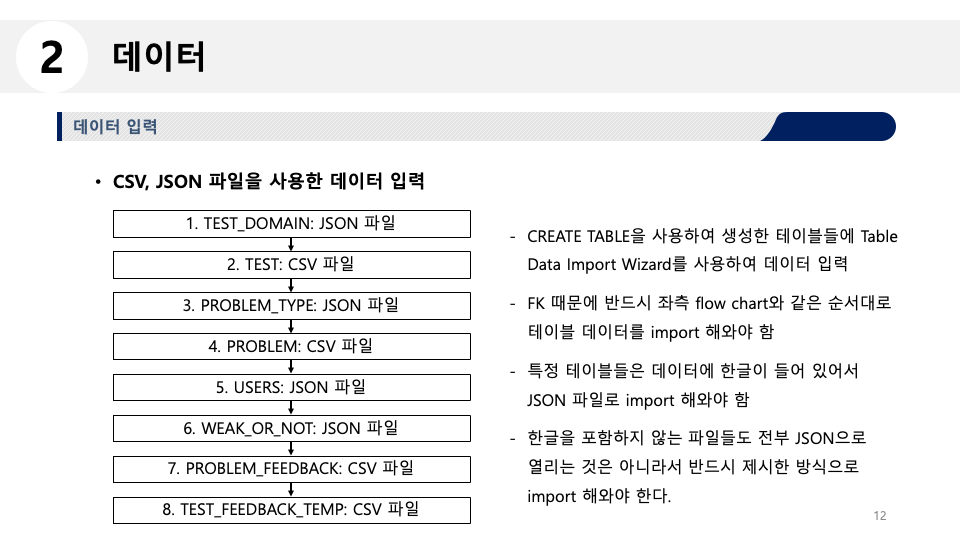 2
데이터
데이터 입력
• CSV, JSON 파일을 사용한 데이터 입력
1. TEST_DOMAIN: JSON 파일
2. TEST: CSV 파일
3. PROBLEM_TYPE: JSON 파일
4. PROBLEM: CSV 파일
5. USERS: JSON 파일
6. WEAK_OR_NOT: JSON 파일
7. PROBLEM_FEEDBACK: CSV 파일
8. TEST_FEEDBACK_TEMP: CSV 파일
- CREATE TABLE을 사용하여 생성한 테이블들에 Table
Data Import Wizard를 사용하여 데이터 입력
- FK 때문에 반드시 좌측 flow chart와 같은 순서대로
테이블 데이터를 import 해와야 함
- 특정 테이블들은 데이터에 한글이 들어 있어서
JSON 파일로 import 해와야 함
- 한글을 포함하지 않는 파일들도 전부 JSON으로
열리는 것은 아니라서 반드시 제시한 방식으로
import 해와야 한다.
12